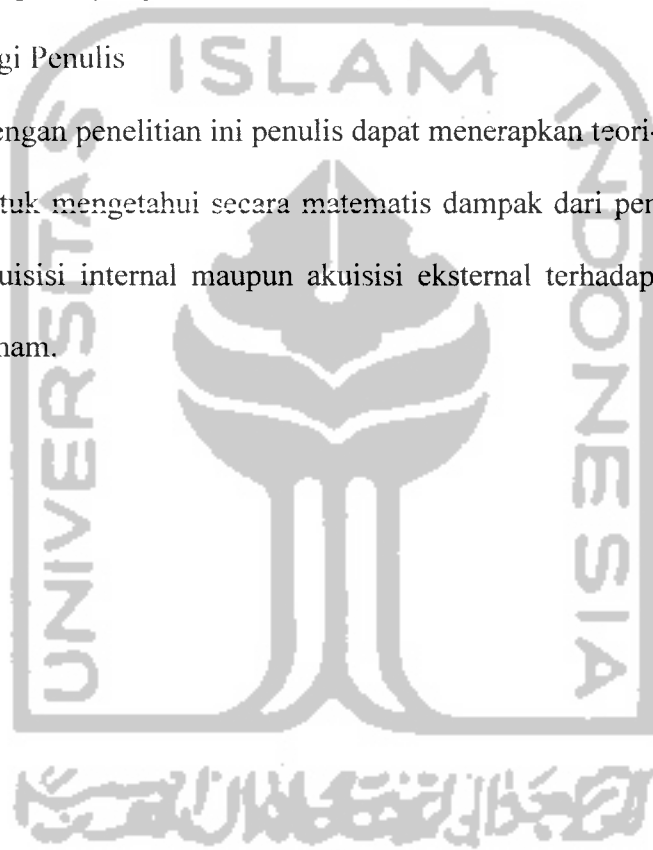 gi Penulis
engan penelitian ini penulis dapat menerapkan teori-
tuk mengetahui secara matematis dampak dari pen
uisisi internal maupun akuisisi eksternal terhadap
nam.
UNIVERSITAS
ISLAM
INDONESIA